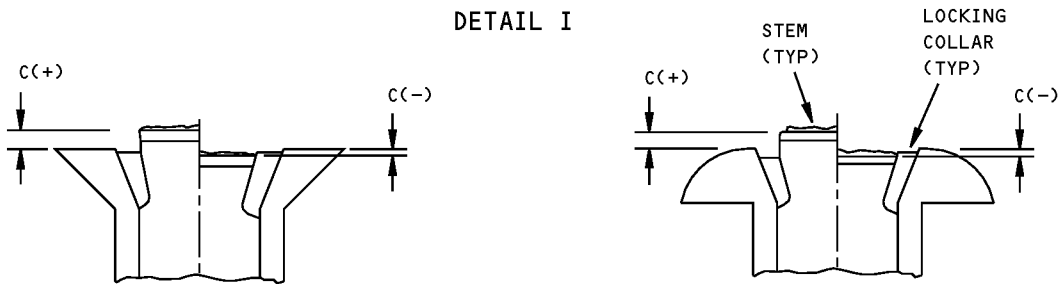 DETAIL I
C(+)
C(-)
STEM
(TYP)
LOCKING
COLLAR
(TYP)
C(+)
C(-)